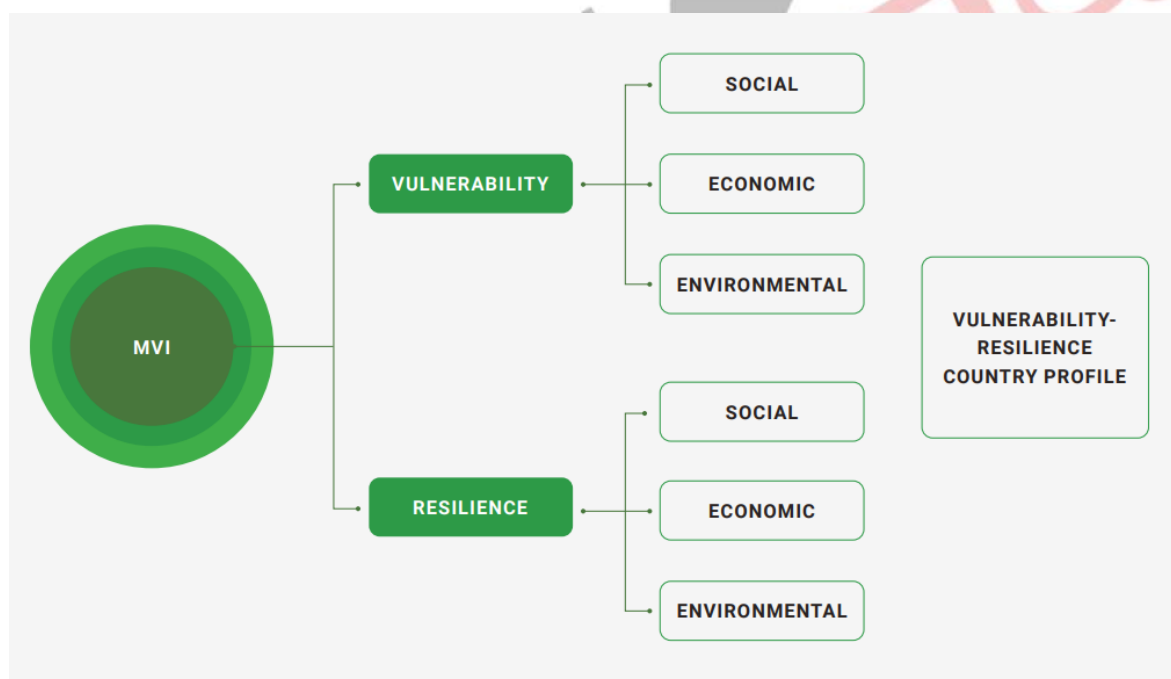 MVI
VULNERABILITY
SOCIAL
ECONOMIC
ENVIRONMENTAL
RESILIENCE
SOCIAL
ECONOMIC
ENVIRONMENTAL
VULNERABILITY-
RESILIENCE
COUNTRY PROFILE